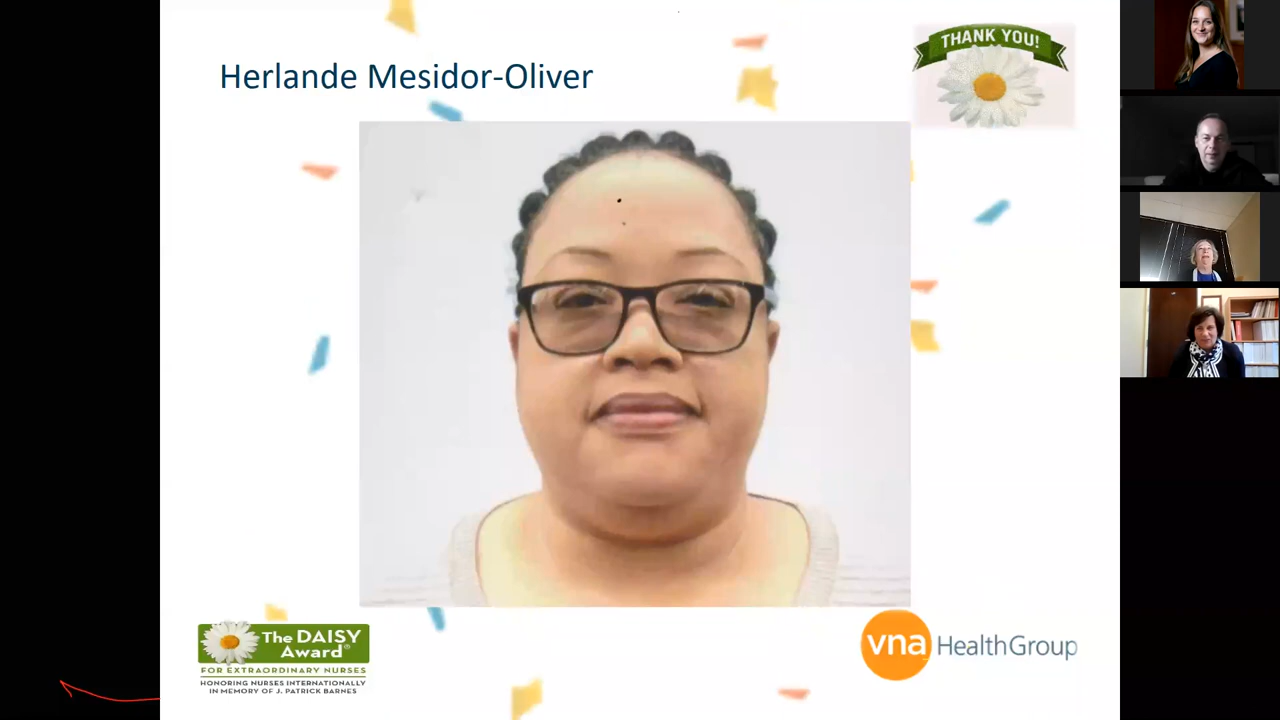 Herlande Mesidor-Oliver
THANK YOU!
The DAISY
Award®
FOR EXTRAORDINARY NURSES
HONORING NURSES INTERNATIONALLY
IN MEMORY OF J. PATRICK BARNES
vna HealthGroup